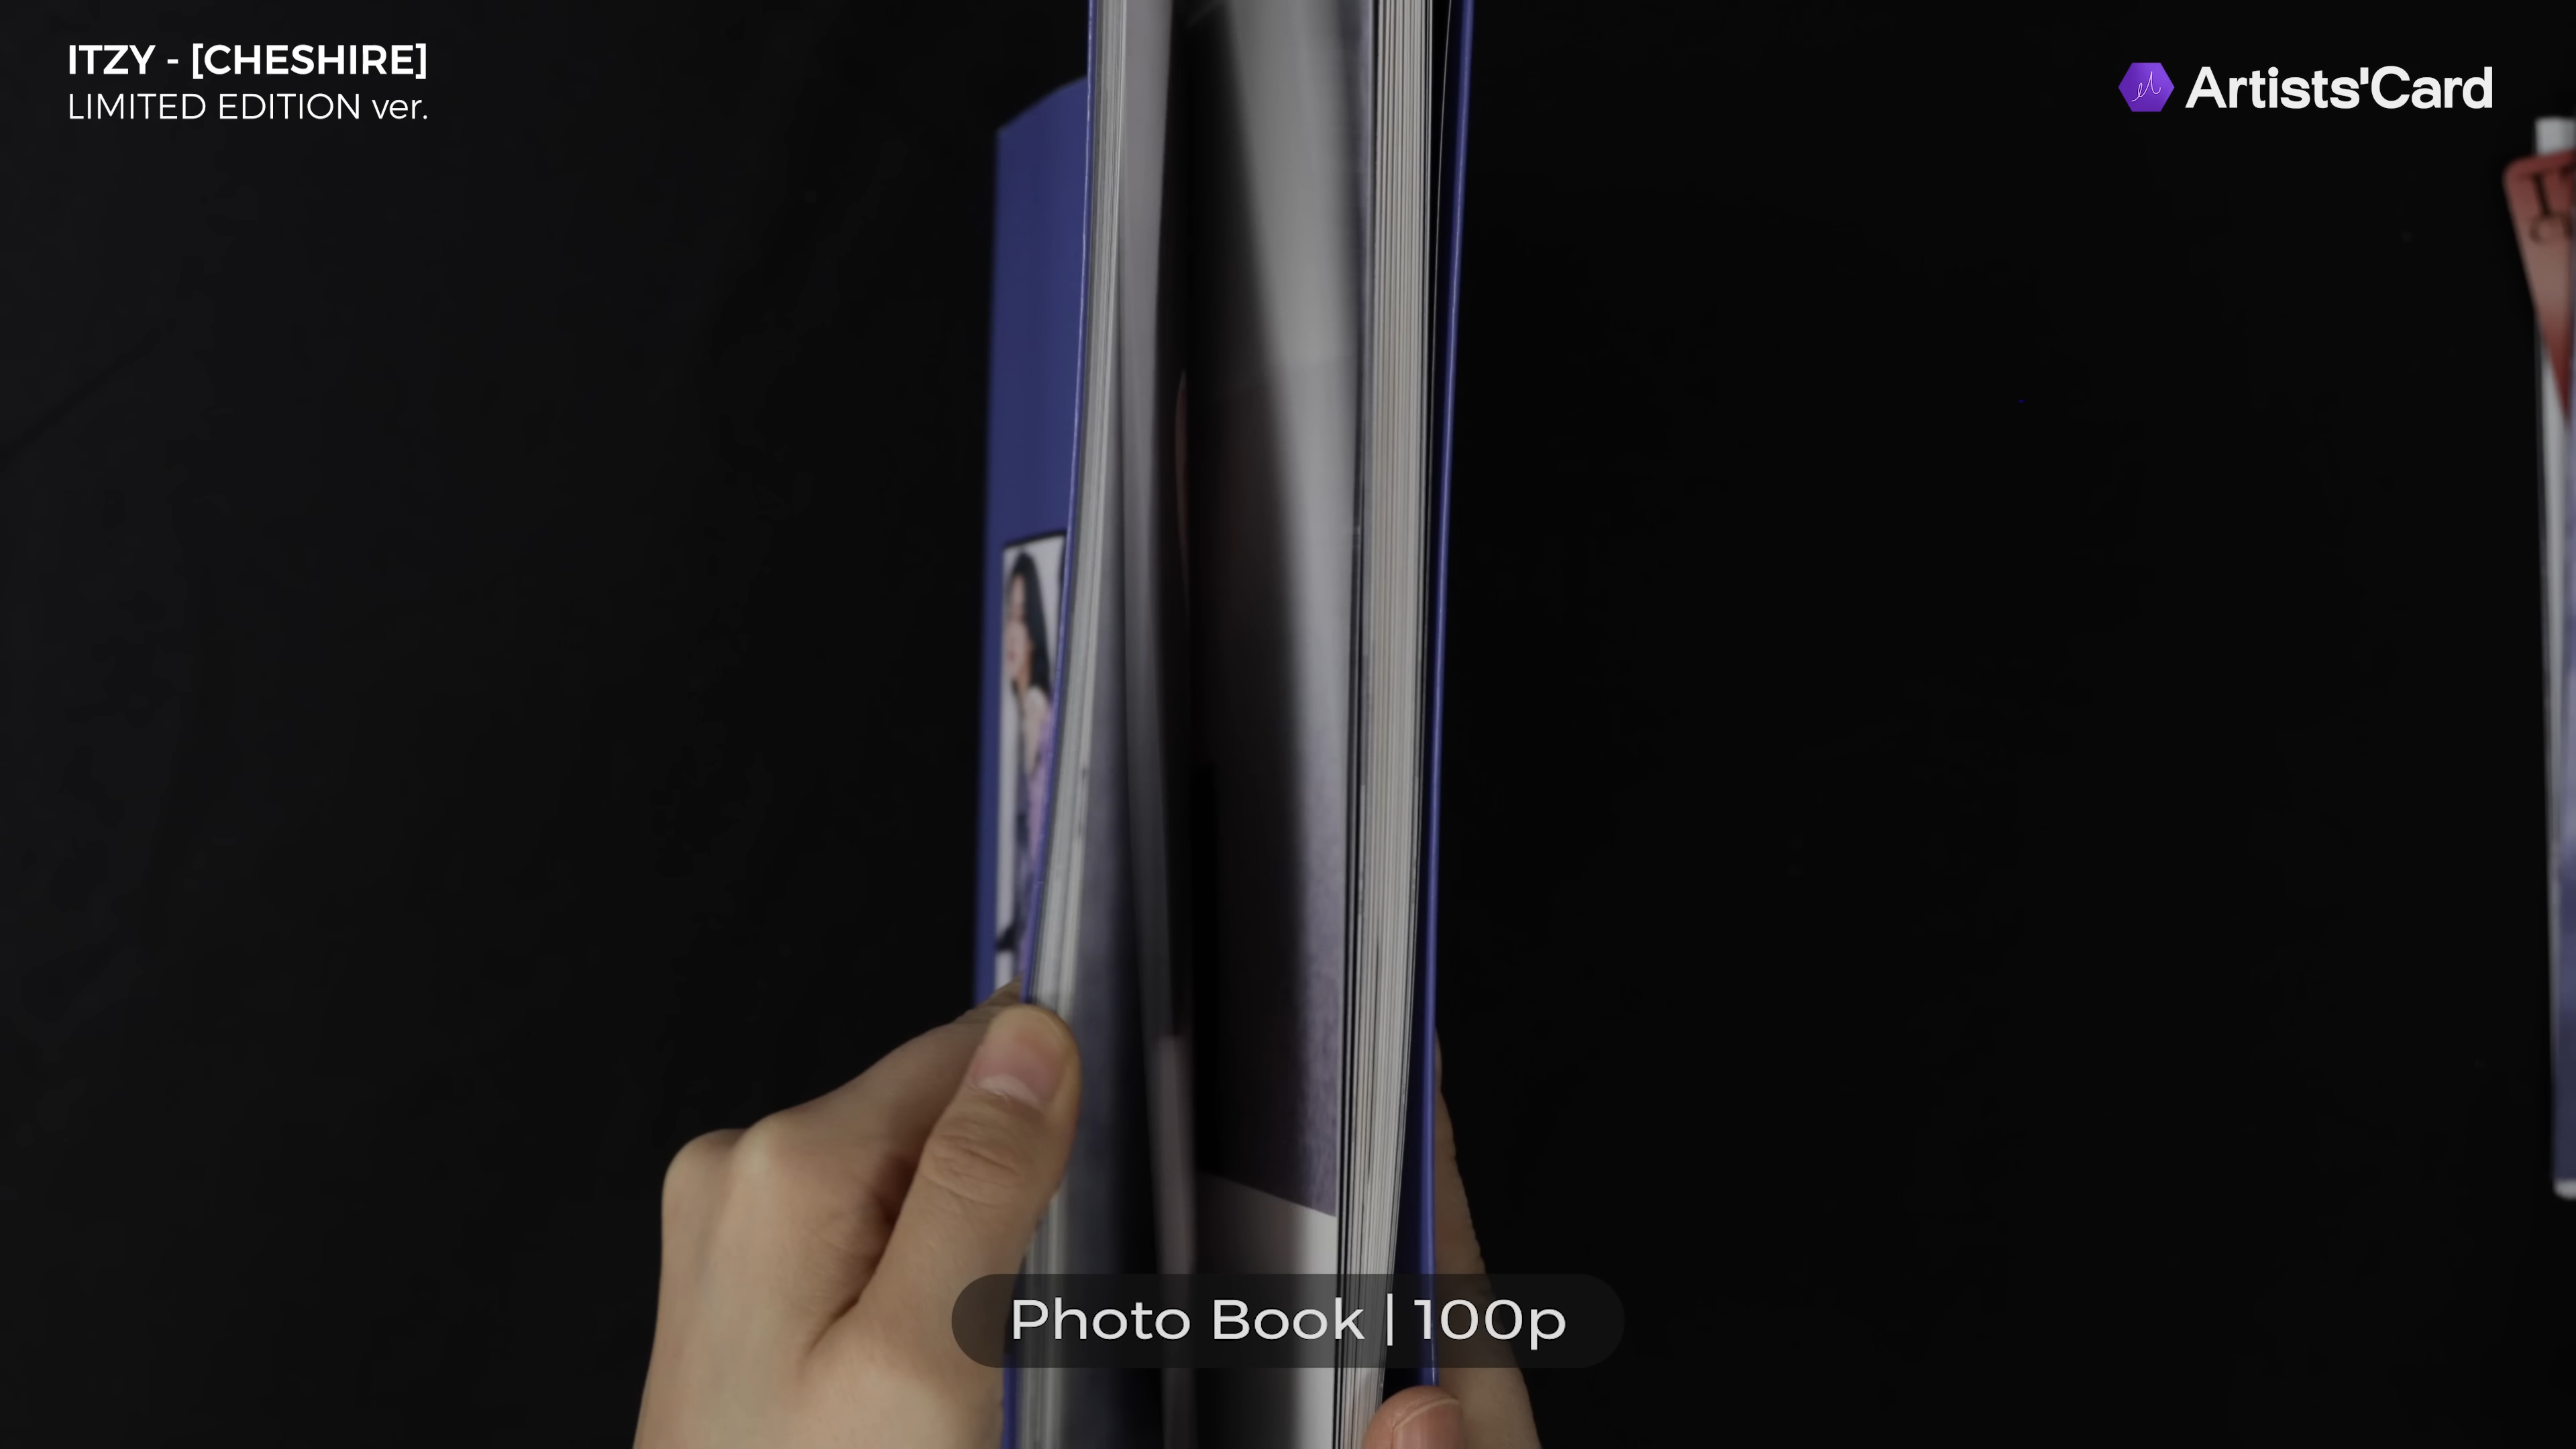 ITZY - [CHESHIRE]
LIMITED EDITION ver.
Artists'Card
Photo Book | 100p